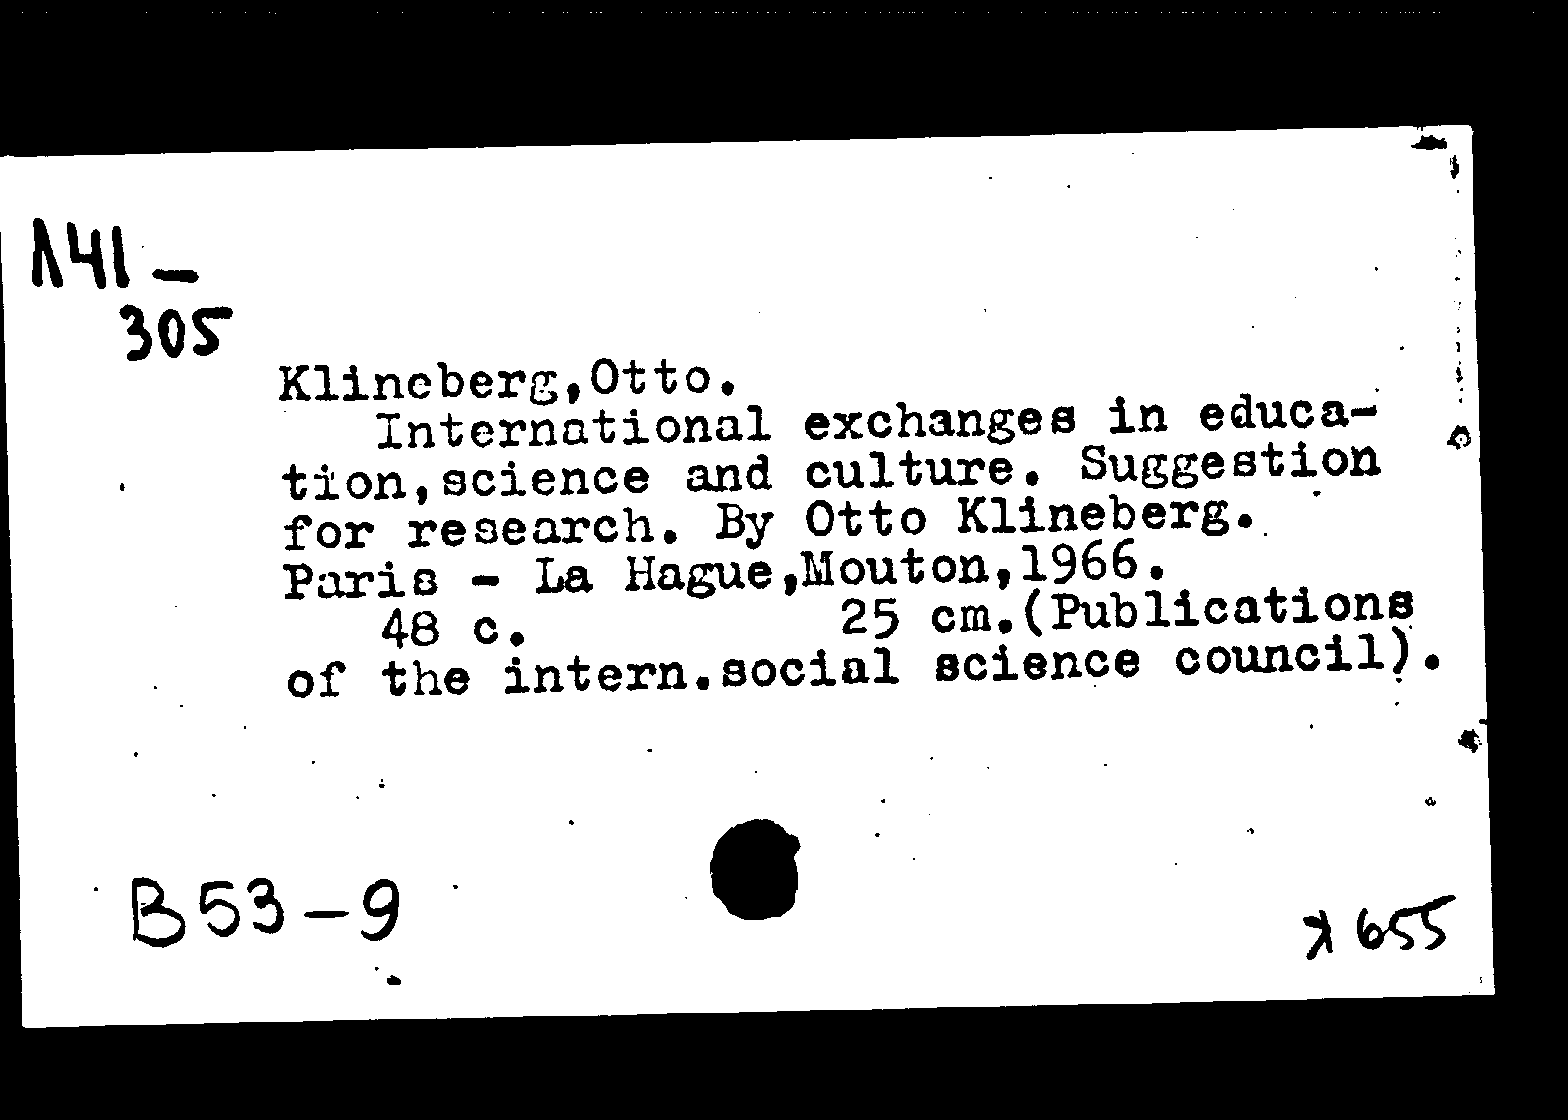 Л41-
305
Klineberg,Otto.
International exchanges in educa-
tion,science and culture. Suggestion
for research. By Otto Klineberg.
Paris - La Hague,Mouton,1966.
48 c. 25 cm.(Publications
of the intern.social science council).
В53-9
655